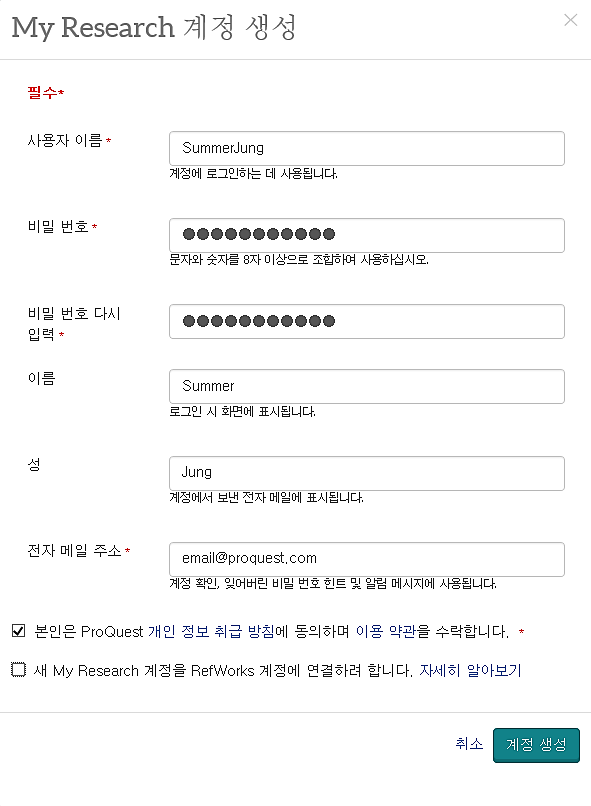 My Research 계정 생성
필수*
사용자 이름 *
SummerJung
계정에 로그인하는 데 사용됩니다.
비밀 번호 *
문자와 숫자를 8자 이상으로 조합하여 사용하십시오.
비밀 번호 다시
입력 *
이름
Summer
로그인 시 화면에 표시됩니다.
성
Jung
계정에서 보낸 전자 메일에 표시됩니다.
전자 메일 주소 *
email@proquest.com
계정 확인, 잊어버린 비밀 번호 힌트 및 알람 메시지에 사용됩니다.
본인은 ProQuest 개인 정보 취급 방침에 동의하며 이용 약관을 수락합니다. *
새 My Research 계정을 RefWorks 계정에 연결하려 합니다. 자세히 알아보기
취소 계정 생성